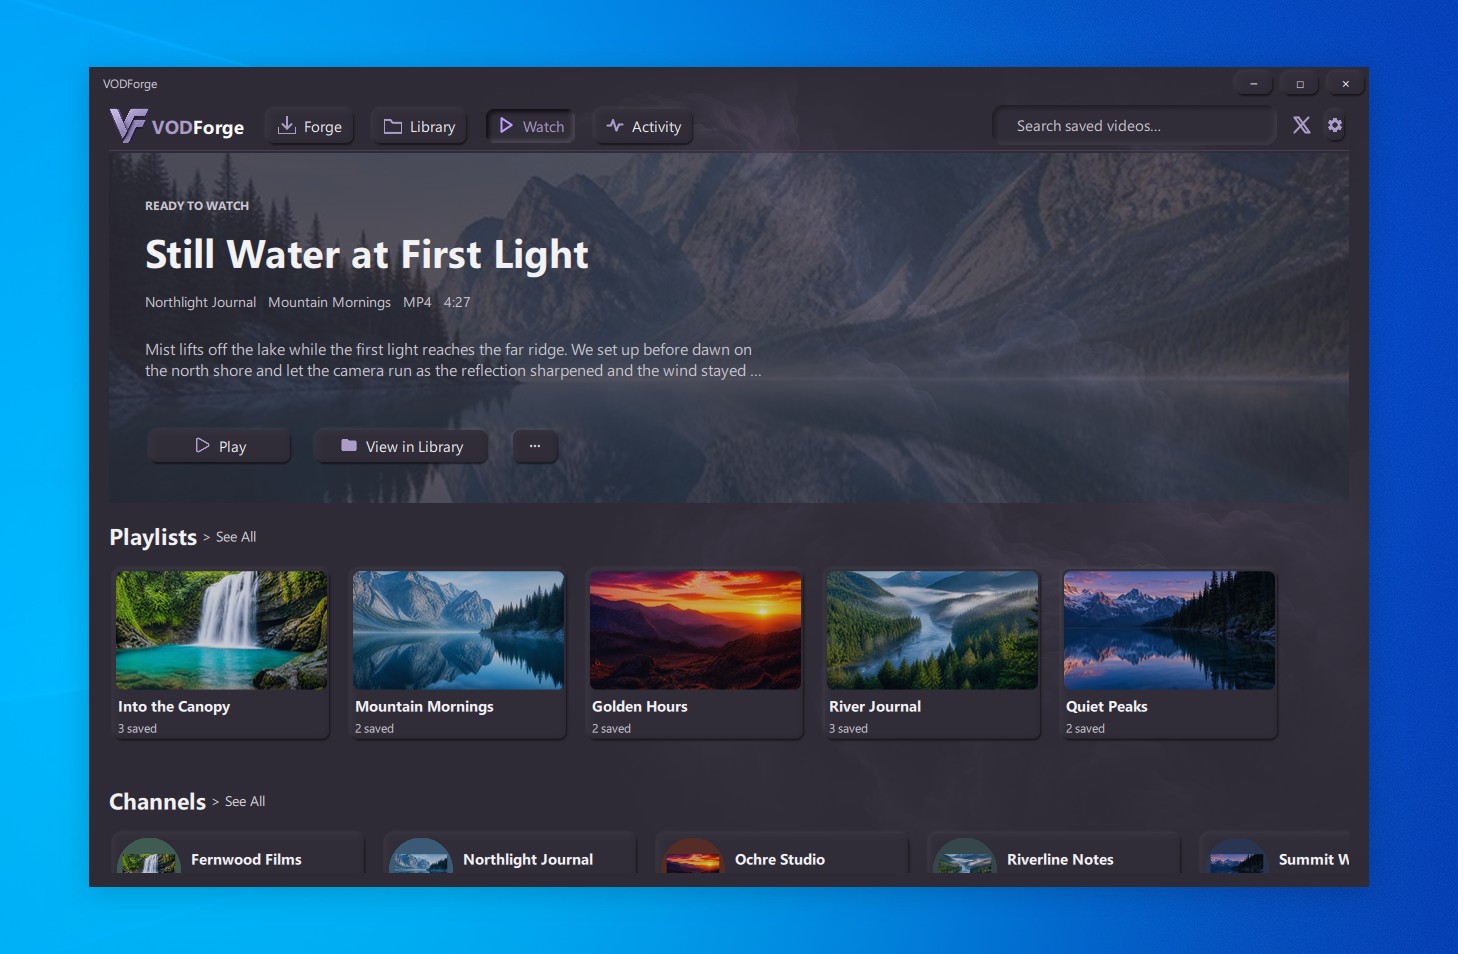 VODForge
VODForge
Forge
Library
Watch
Activity
Search saved videos...
READY TO WATCH
Still Water at First Light
Northlight Journal Mountain Mornings MP4 4:27
Mist lifts off the lake while the first light reaches the far ridge. We set up before dawn on
the north shore and let the camera run as the reflection sharpened and the wind stayed ...
Play
View in Library
...
Playlists > See All
Into the Canopy
3 saved
Mountain Mornings
2 saved
Golden Hours
2 saved
River Journal
3 saved
Quiet Peaks
2 saved
Channels > See All
Fernwood Films
Northlight Journal
Ochre Studio
Riverline Notes
Summit W